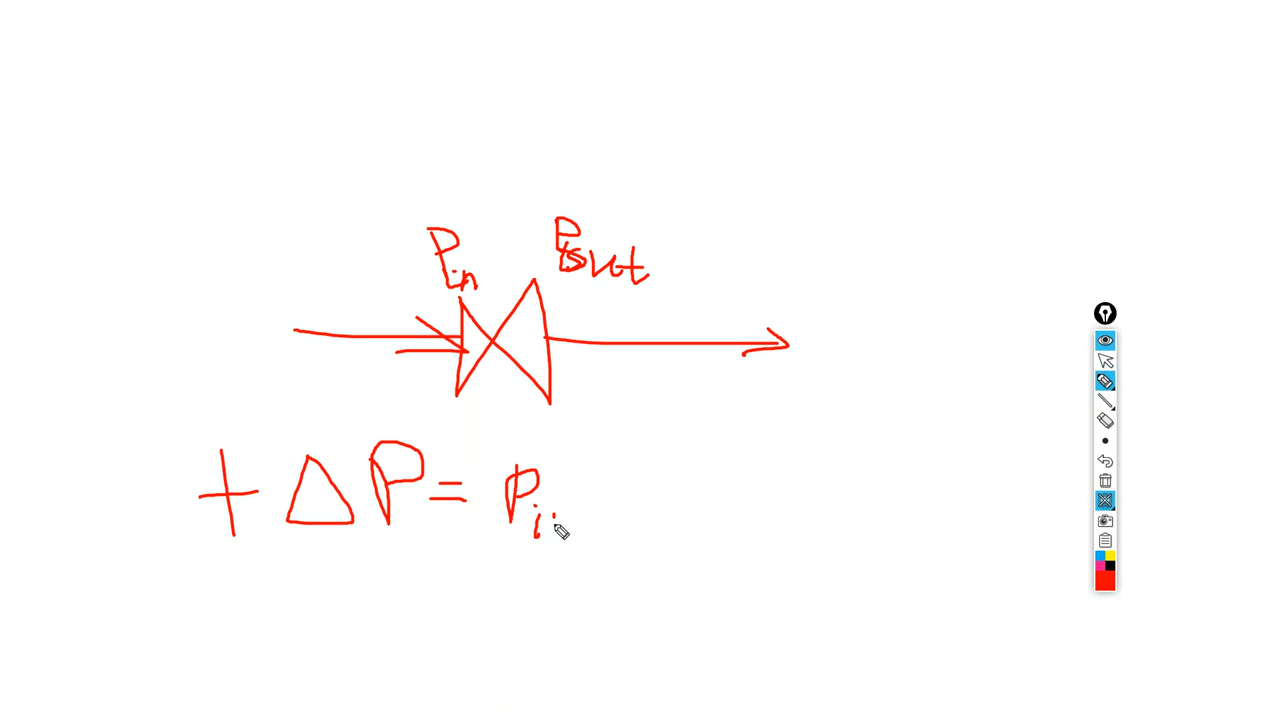 Pin
Pout
+ΔP = Pi